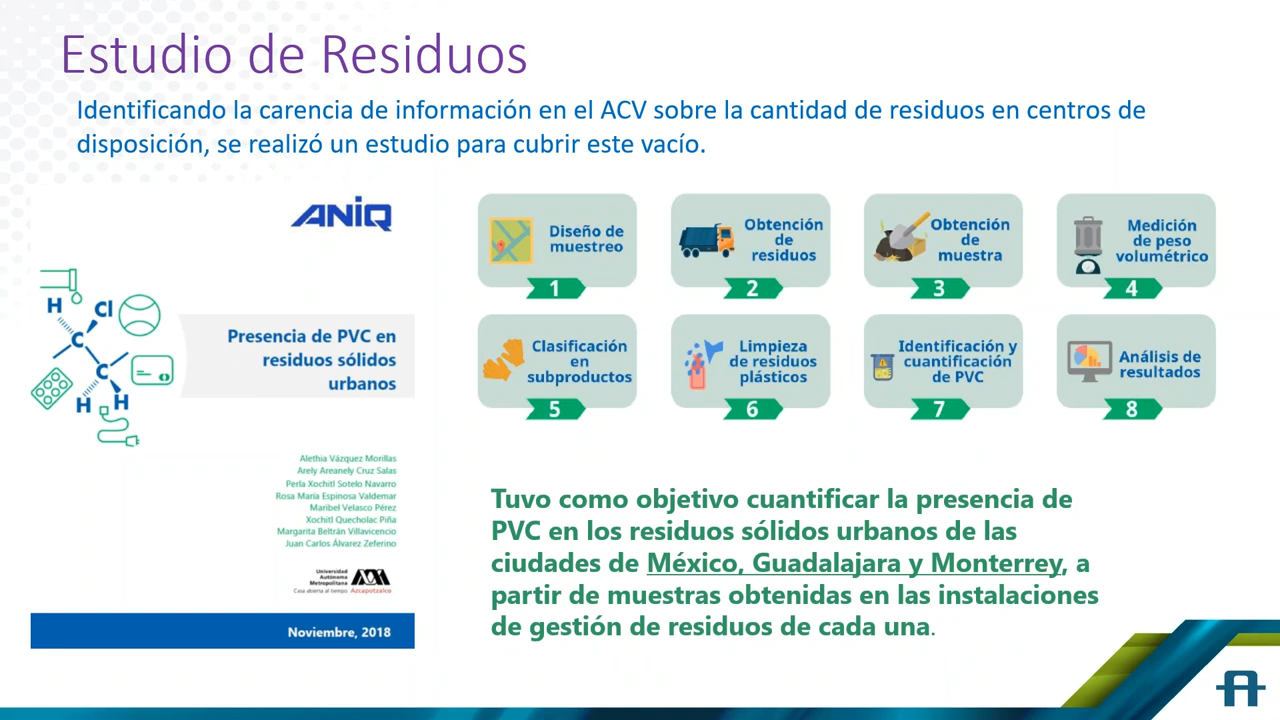 Estudio de Residuos
Identificando la carencia de información en el ACV sobre la cantidad de residuos en centros de
disposición, se realizó un estudio para cubrir este vacío.
ANIQ
H
Cl
C
C
H
H
Presencia de PVC en
residuos sólidos
urbanos
Alethia Vázquez Morillas
Arely Areanely Cruz Salas
Perla Xochitl Sotelo Navarro
Rosa María Espinosa Valdemar
Maribel Velasco Pérez
Xochitl Quecholac Piña
Margarita Beltrán Villavicencio
Juan Carlos Álvarez Zeferino
Universidad
Autónoma
Metropolitana
Casa abierta al tiempo Azcapotzalco
Noviembre, 2018
Diseño de
muestreo
1
Obtención
de
residuos
2
Obtención
de
muestra
3
Medición
de peso
volumétrico
4
Clasificación
en
subproductos
5
Limpieza
de residuos
plásticos
6
Identificación y
cuantificación
de PVC
7
Análisis de
resultados
8
Tuvo como objetivo cuantificar la presencia de
PVC en los residuos sólidos urbanos de las
ciudades de México, Guadalajara y Monterrey, a
partir de muestras obtenidas en las instalaciones
de gestión de residuos de cada una.